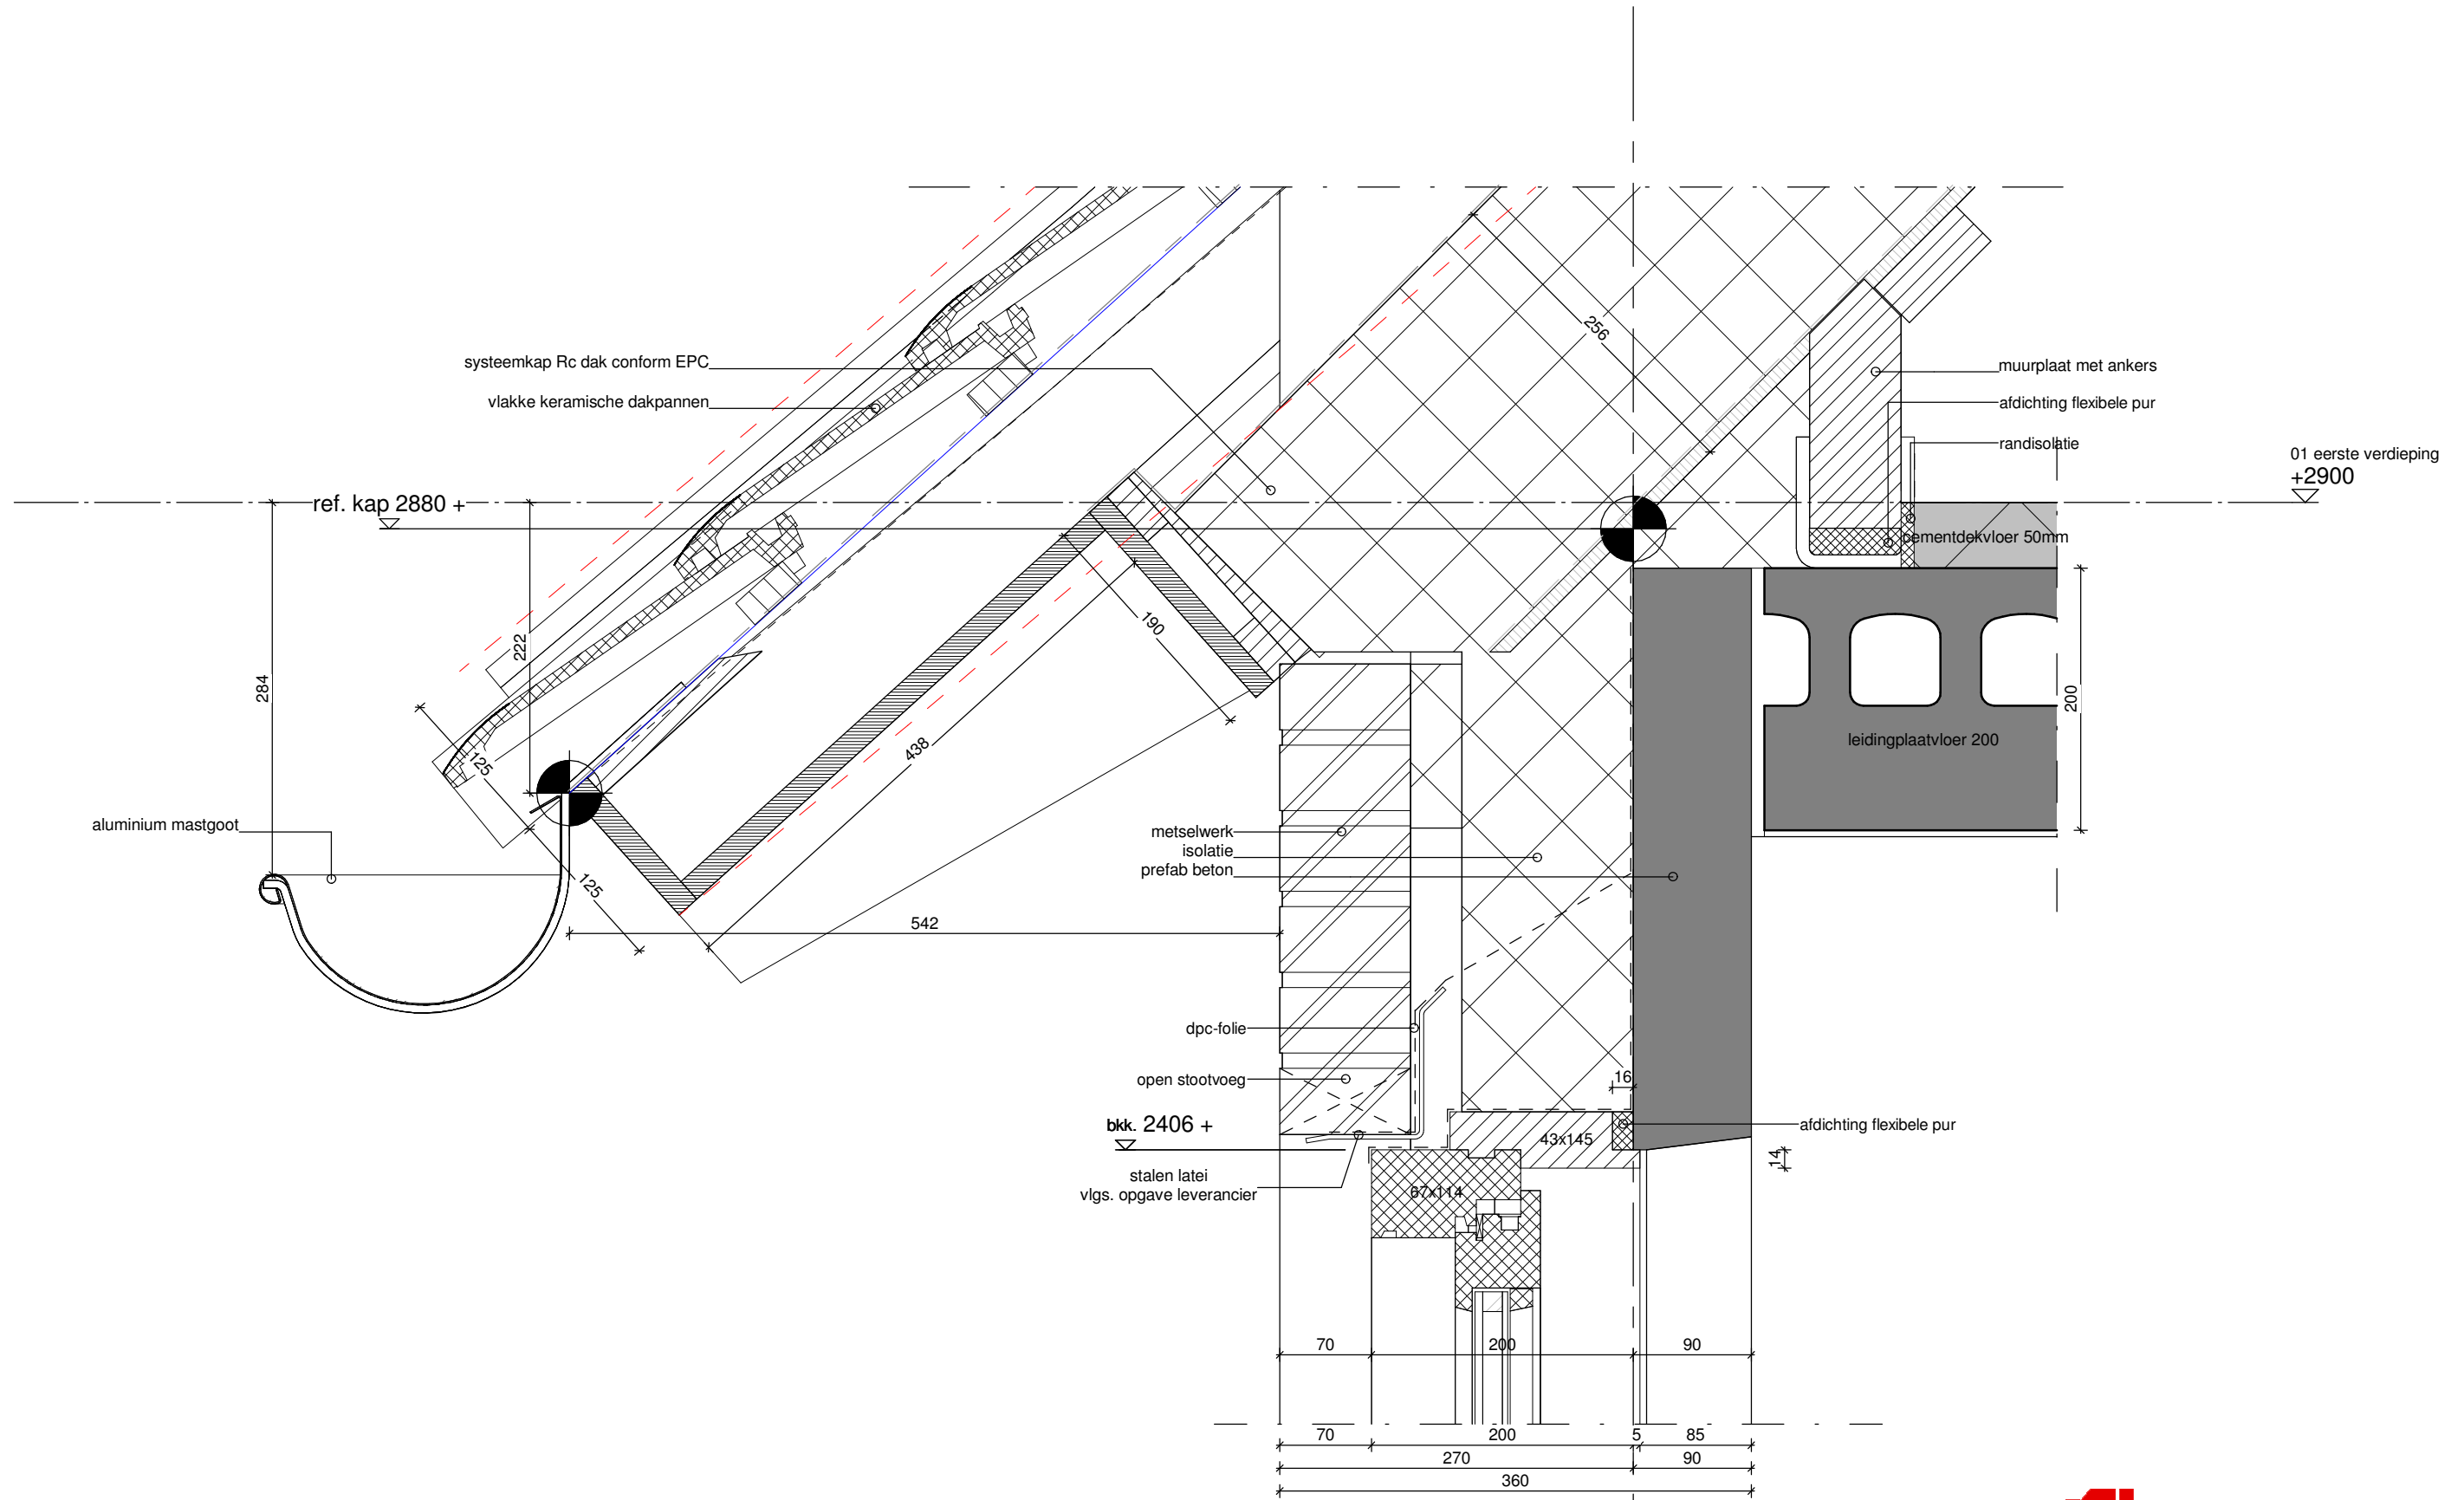 256
systeemkap Rc dak conform EPC
vlakke keramische dakpannen
muurplaat met ankers
afdichting flexibele pur
randisolatie
01 eerste verdieping
+2900
ref. kap 2880 +
cementdekvloer 50mm
190
222
284
200
leidingplaatvloer 200
438
125
aluminium mastgoot
metselwerk
isolatie
prefab beton
125
542
dpc-folie
open stootvoeg
16
bkk. 2406 +
afdichting flexibele pur
43x145
14
stalen latei
vlgs. opgave leverancier
67x114
70 200 90
70 200 5 85
270 90
360